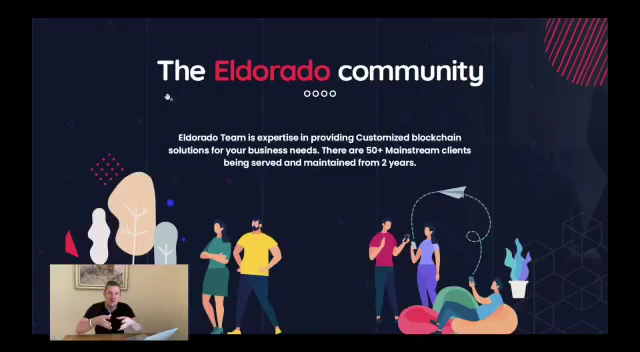 The Eldorado community
Eldorado Team is expertise in providing Customized blockchain
solutions for your business needs. There are 50+ Mainstream clients
being served and maintained from 2 years.